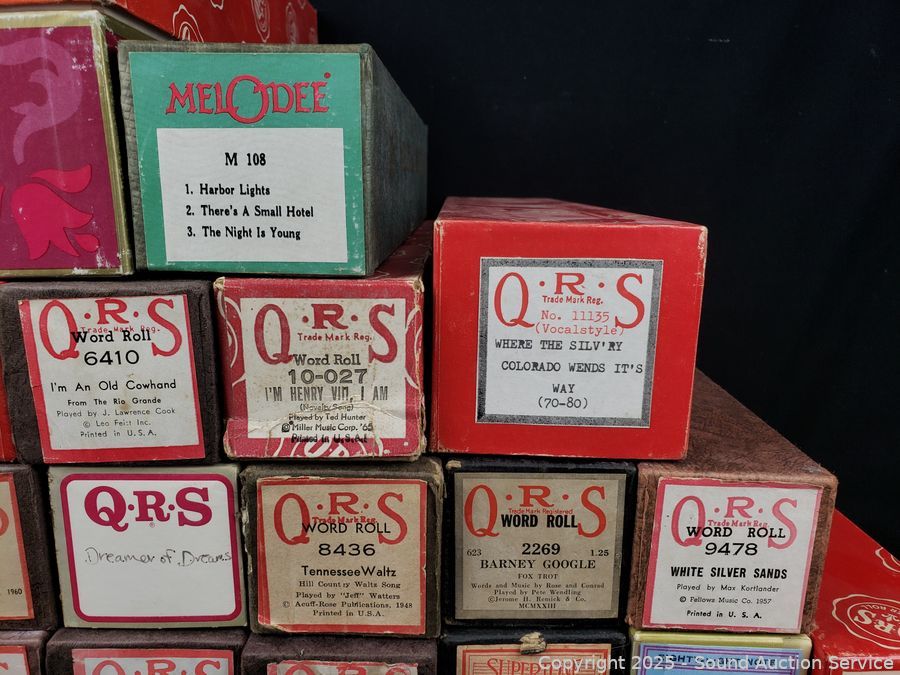 MELODEE
M 108
1. Harbor Lights
2. There's A Small Hotel
3. The Night Is Young
Q·R·S
Trade Mark Reg.
Word Roll
6410
I'm An Old Cowhand
From The Rio Grande
Played by J. Lawrence Cook
© Leo Feist Inc.
Printed in U.S.A.
Q·R·S
Trade Mark Reg.
Word Roll
10-027
I'M HENRY VIII, I AM
(Novelty Song)
Played by Ted Hunter
© Miller Music Corp. '65
Printed in U.S.A.
Q·R·S
Trade Mark Reg.
No. 11135
(Vocalstyle)
WHERE THE SILV'RY
COLORADO WENDS IT'S
WAY
(70-80)
1960
Q·R·S
Dreamer of Dreams
Q·R·S
Trade Mark Reg.
WORD ROLL
8436
Tennessee Waltz
Hill Country Waltz Song
Played by "Jeff" Watters
© Acuff-Rose Publications, 1948
Printed in U.S.A.
Q·R·S
Trade Mark Registered
WORD ROLL
623 2269 1.25
BARNEY GOOGLE
FOX TROT
Words and Music by Rose and Conrad
Played by Pete Wendling
© Jerome H. Remick & Co.
MCMXXIII
Q·R·S
Trade Mark Reg.
WORD ROLL
9478
WHITE SILVER SANDS
Played by Max Kortlander
© Fellows Music Co. 1957
Printed in U.S.A.
Q·R·S
Q·R·S
Copyright 2025 - Sound Auction Service